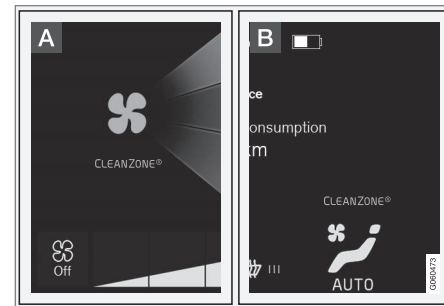 A
CLEANZONE®
Off
B
ce
onsumption
km
CLEANZONE®
AUTO
G060473